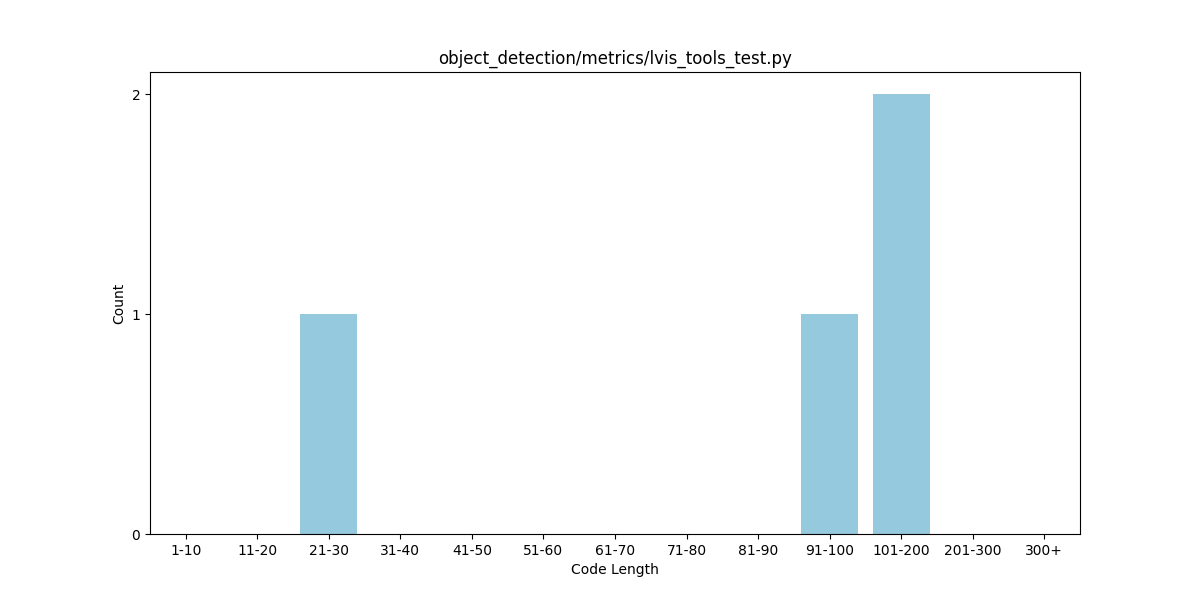 object_detection/metrics/lvis_tools_test.py
2
1
0
Count
1-10 11-20 21-30 31-40 41-50 51-60 61-70 71-80 81-90 91-100 101-200 201-300 300+
Code Length